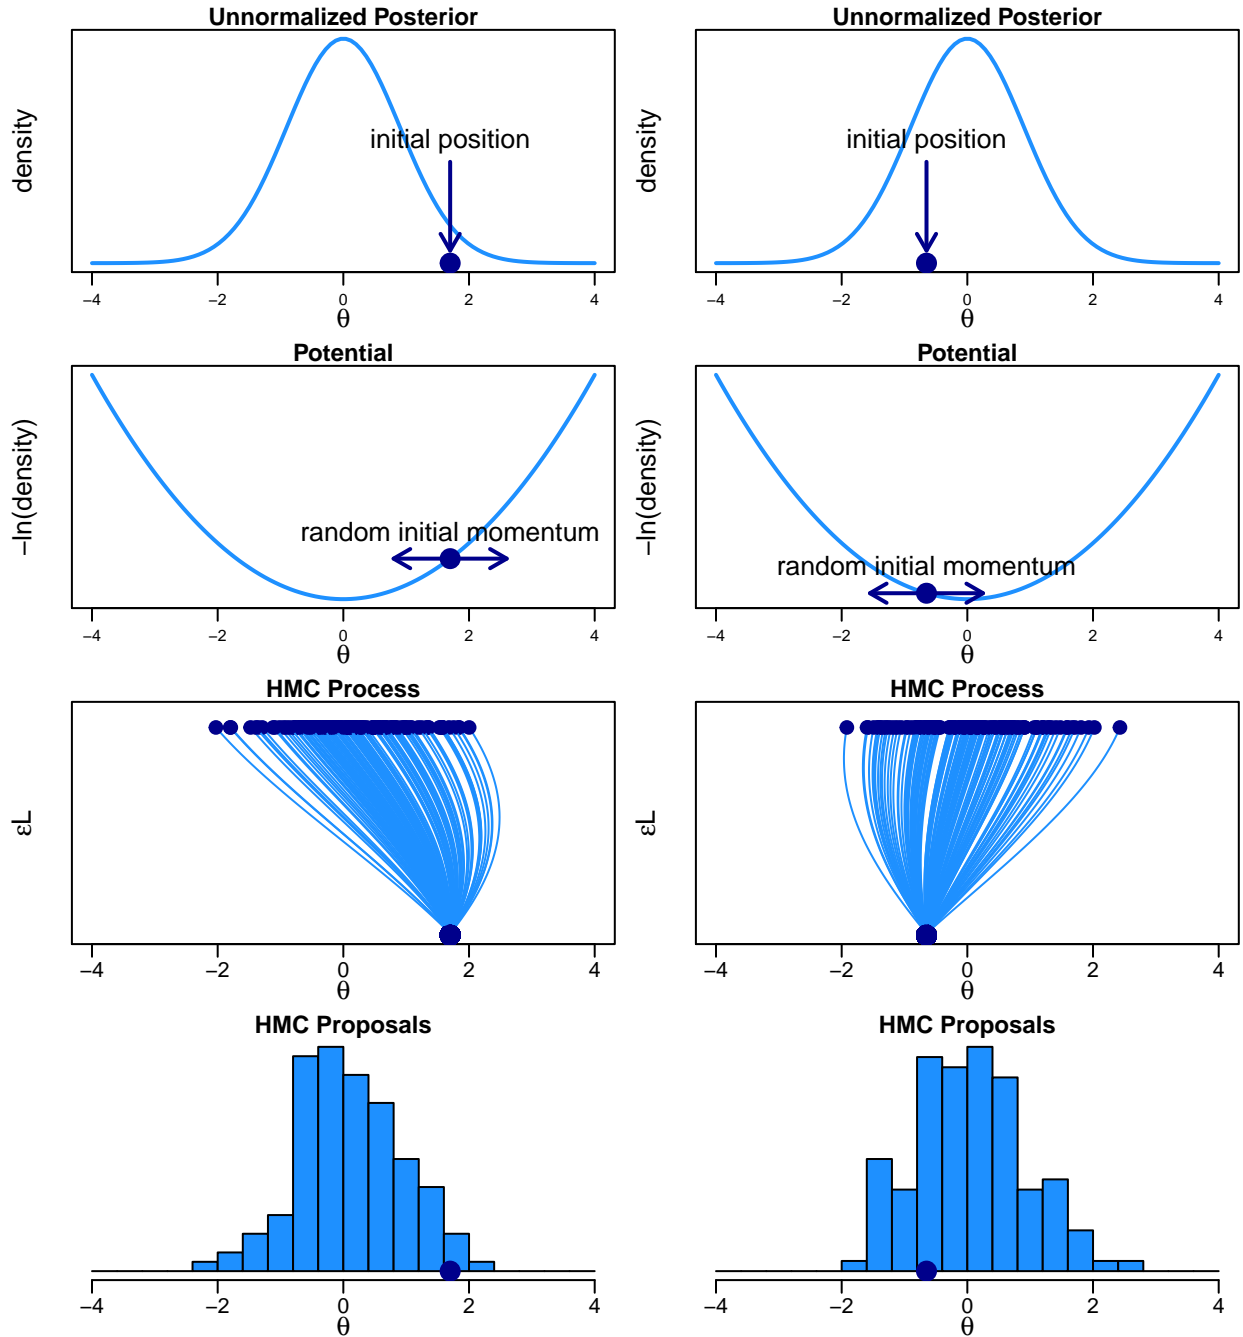 Unnormalized Posterior
density
initial position
−4 −2 0 2 4
θ
Unnormalized Posterior
density
initial position
−4 −2 0 2 4
θ
Potential
−ln(density)
random initial momentum
−4 −2 0 2 4
θ
Potential
−ln(density)
random initial momentum
−4 −2 0 2 4
θ
HMC Process
εL
−4 −2 0 2 4
θ
HMC Process
εL
−4 −2 0 2 4
θ
HMC Proposals
−4 −2 0 2 4
θ
HMC Proposals
−4 −2 0 2 4
θ